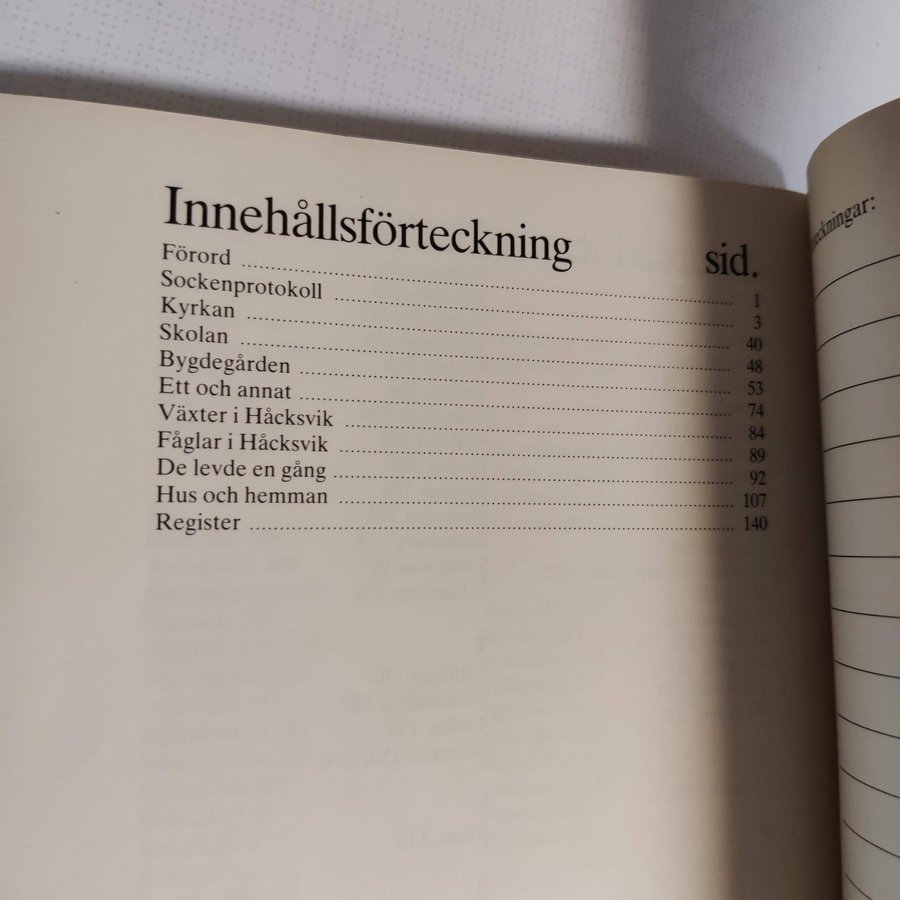 Innehållsförteckning sid.
Förord 1
Sockenprotokoll 3
Kyrkan 40
Skolan 48
Bygdegården 53
Ett och annat 74
Växter i Håcksvik 84
Fåglar i Håcksvik 89
De levde en gång 92
Hus och hemman 107
Register 140